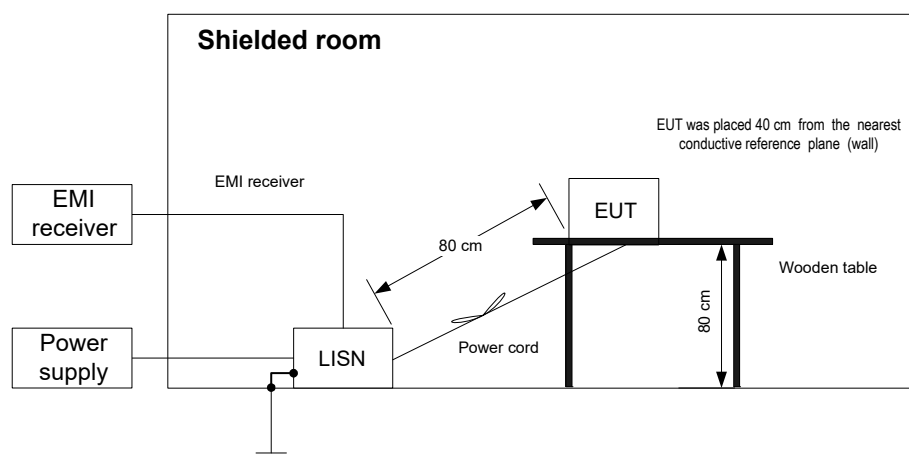 Shielded room
EUT was placed 40 cm from the nearest
conductive reference plane (wall)
EMI receiver
EMI
receiver
EUT
80 cm
Wooden table
80 cm
Power cord
Power
supply
LISN